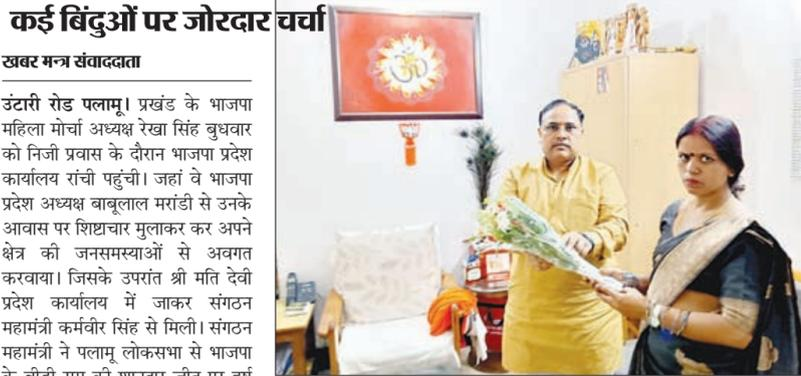 कई बिंदुओं पर जोरदार चर्चा
खबर मन्त्र संवाददाता
उंटारी रोड पलामू। प्रखंड के भाजपा
महिला मोर्चा अध्यक्ष रेखा सिंह बुधवार
को निजी प्रवास के दौरान भाजपा प्रदेश
कार्यालय रांची पहुंची। जहां वे भाजपा
प्रदेश अध्यक्ष बाबूलाल मरांडी से उनके
आवास पर शिष्टाचार मुलाकर कर अपने
क्षेत्र की जनसमस्याओं से अवगत
करवाया। जिसके उपरांत श्री मति देवी
प्रदेश कार्यालय में जाकर संगठन
महामंत्री कर्मवीर सिंह से मिली। संगठन
महामंत्री ने पलामू लोकसभा से भाजपा
ॐ